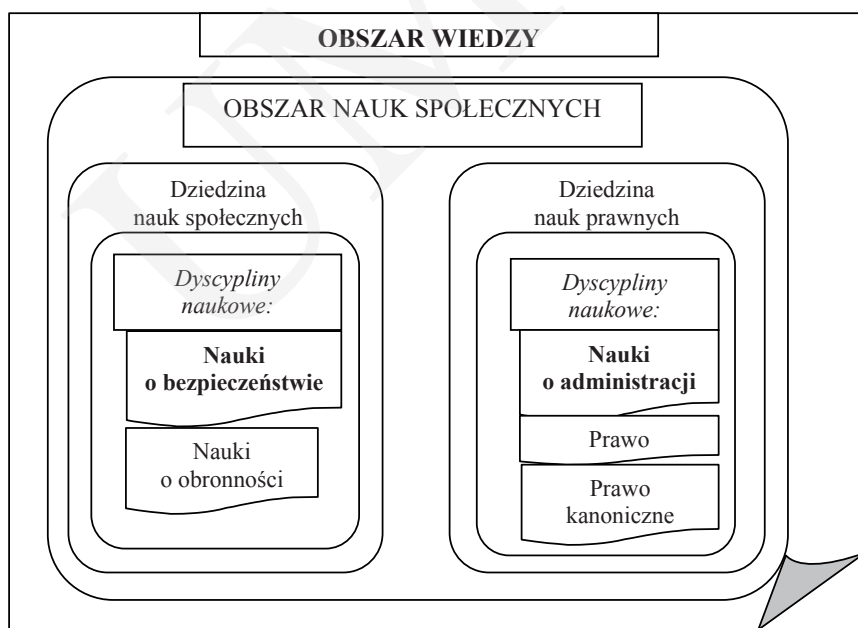 OBSZAR WIEDZY
OBSZAR NAUK SPOŁECZNYCH
Dziedzina
nauk społecznych
Dyscypliny
naukowe:
Nauki
o bezpieczeństwie
Nauki
o obronności
Dziedzina
nauk prawnych
Dyscypliny
naukowe:
Nauki
o administracji
Prawo
Prawo
kanoniczne